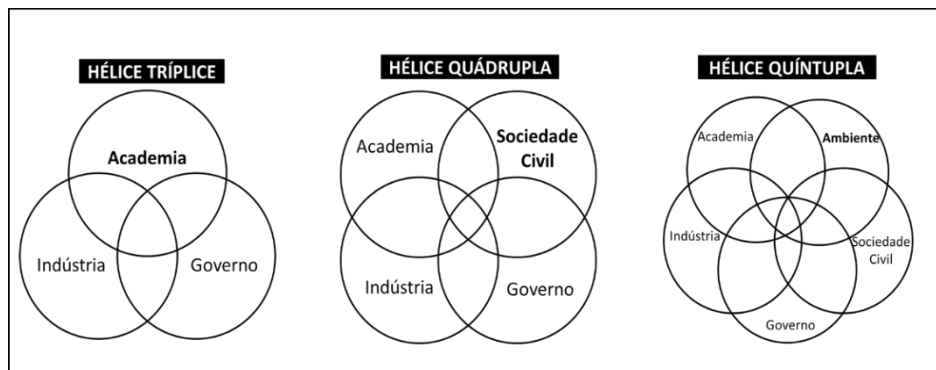 HÉLICE TRÍPLICE
Academia
Indústria
Governo
HÉLICE QUÁDRUPLA
Academia
Sociedade
Civil
Indústria
Governo
HÉLICE QUÍNTUPLA
Academia
Ambiente
Indústria
Sociedade
Civil
Governo